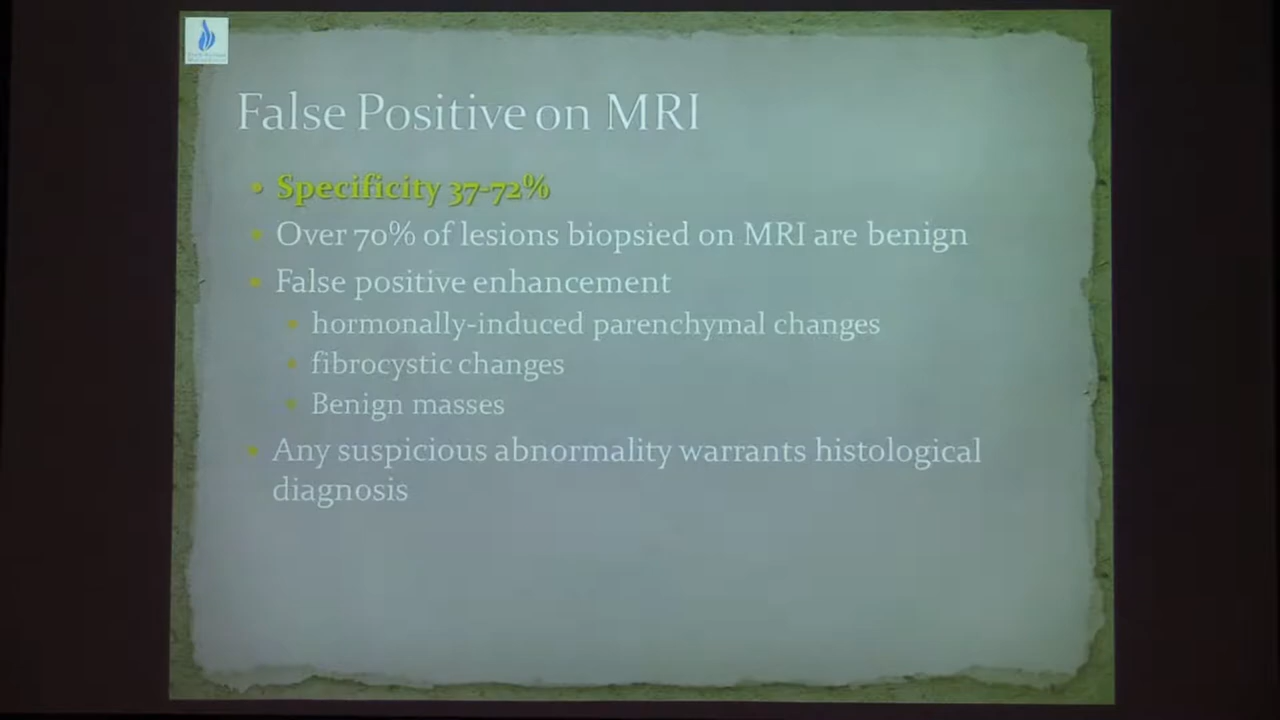 False Positive on MRI
• Specificity 37-72%
• Over 70% of lesions biopsied on MRI are benign
• False positive enhancement
• hormonally-induced parenchymal changes
• fibrocystic changes
• Benign masses
• Any suspicious abnormality warrants histological
diagnosis